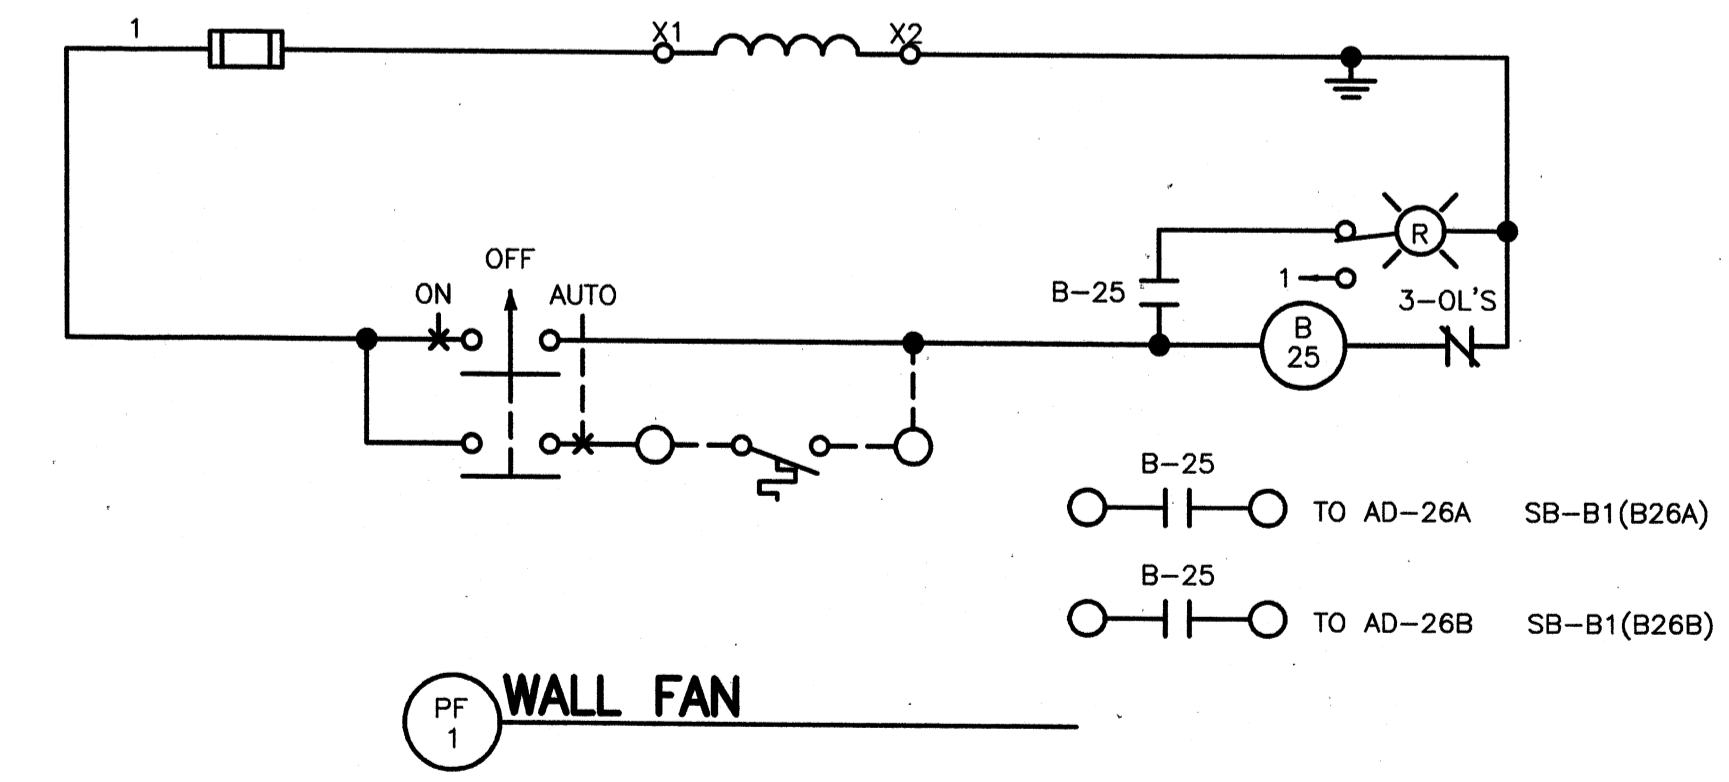 1
X1
X2
R
1
3-OL'S
B-25
B
25
OFF
ON
AUTO
B-25
TO AD-26A SB-B1(B26A)
B-25
TO AD-26B SB-B1(B26B)
PF
1
WALL FAN